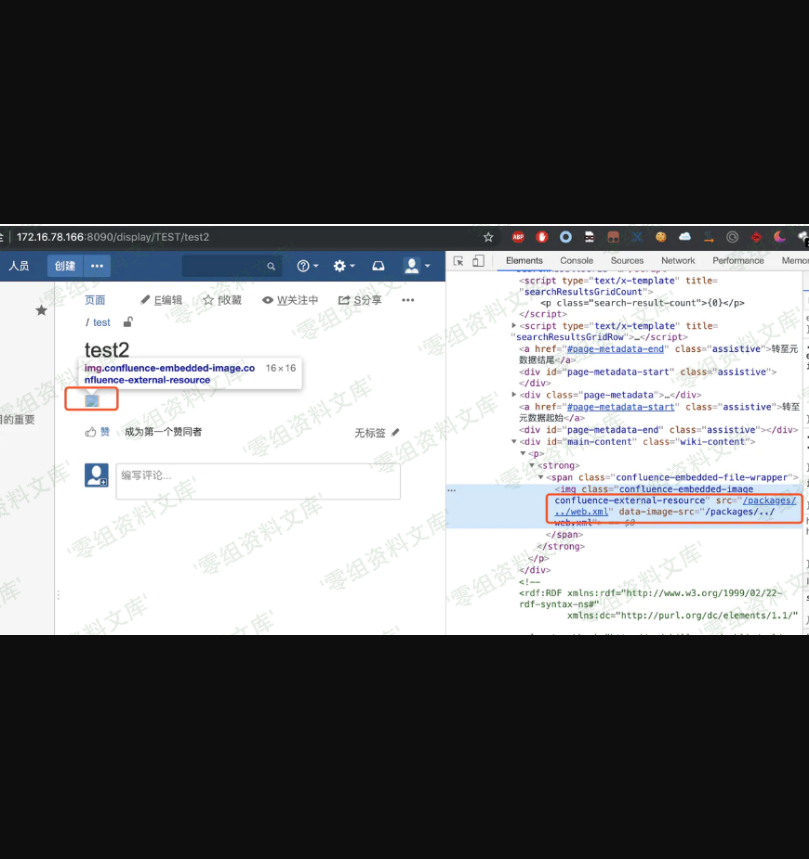 172.16.78.166:8090/display/TEST/test2
人员
创建
W关注中
E编辑
S分享
页面
/ test
test2
img.confluence-embedded-image.co
nfluence-external-resource
16 × 16
目的重要
赞
成为第一个赞同者
无标签
编写评论...
Elements
Console
Sources
Network
Performance
Memor
<script type="text/x-template" title=
"searchResultsGridCount">
<p class="search-result-count">{0}</p>
</script>
<script type="text/x-template" title=
"searchResultsGridRow">…</script>
<a href="#page-metadata-end" class="assistive">转至元
数据结尾</a>
<div id="page-metadata-start" class="assistive">
</div>
<div class="page-metadata">…</div>
<a href="#page-metadata-start" class="assistive">转至
元数据起始</a>
<div id="page-metadata-end" class="assistive"></div>
<div id="main-content" class="wiki-content">
<p>
<strong>
<span class="confluence-embedded-file-wrapper">
<img class="confluence-embedded-image
confluence-external-resource" src="/packages/
../web.xml" data-image-src="/packages/../
web.xml"> == $0
</span>
</strong>
</p>
</div>
<!--
<rdf:RDF xmlns:rdf="http://www.w3.org/1999/02/22-
rdf-syntax-ns#"
xmlns:dc="http://purl.org/dc/elements/1.1/"
零组资料文库